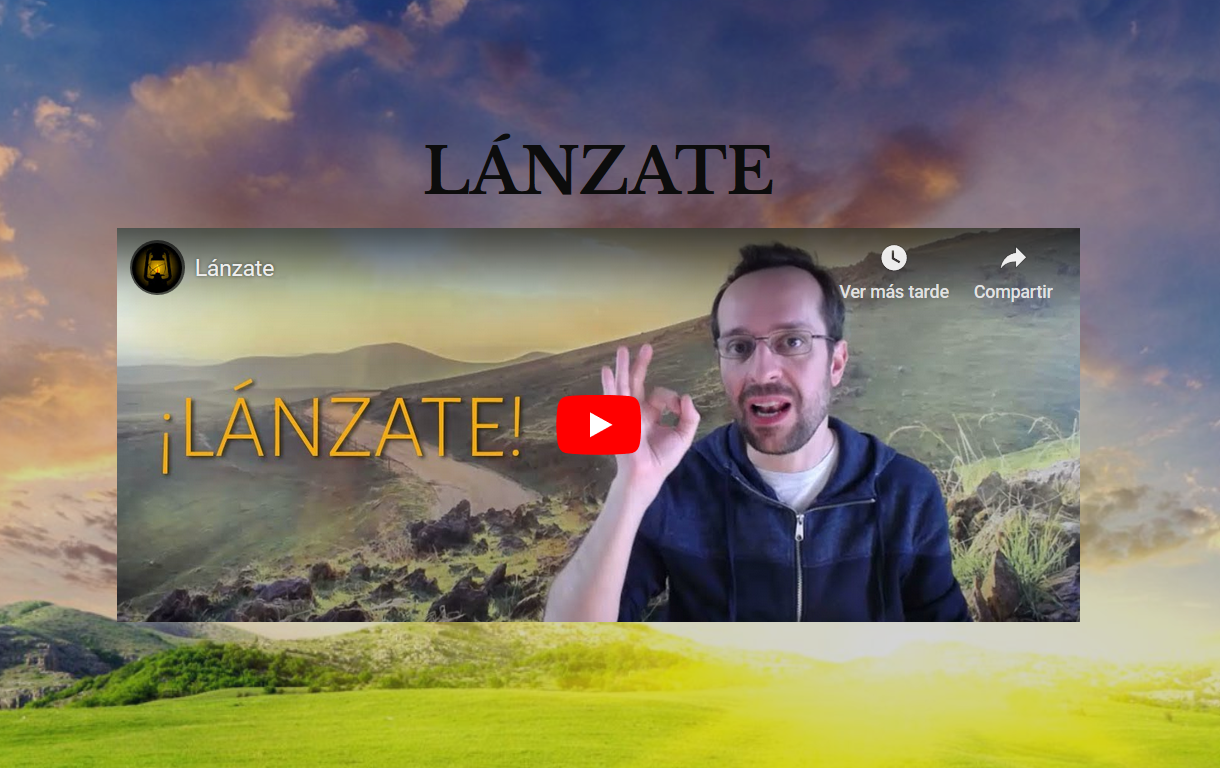 LÁNZATE
Lánzate
Ver más tarde
Compartir
¡LÁNZATE!